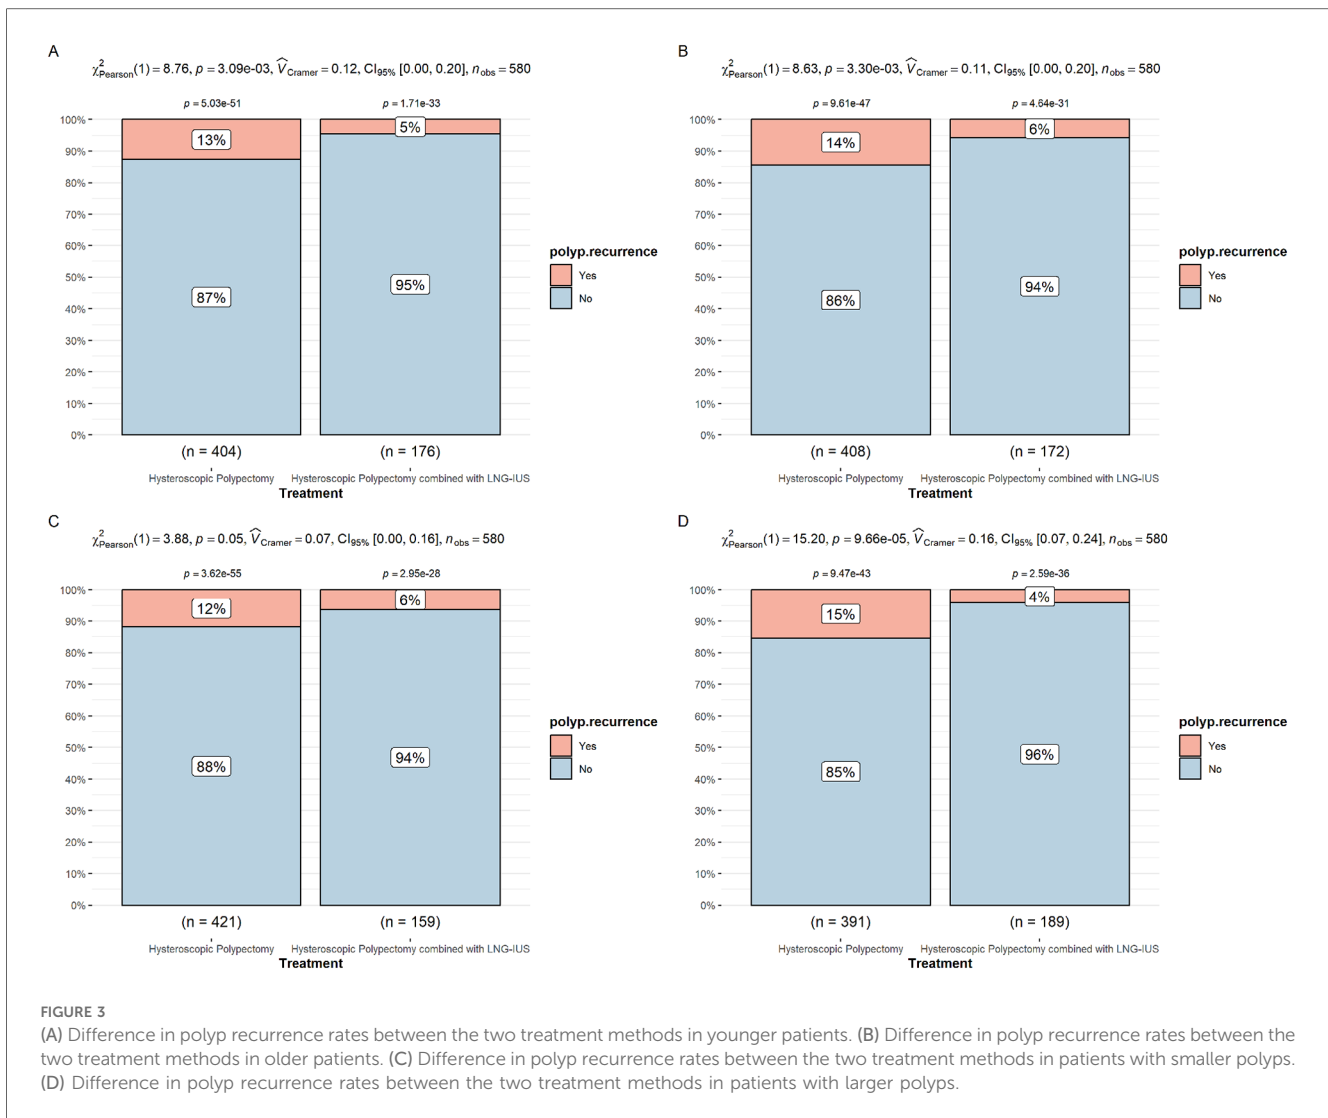 A
χ²Pearson(1) = 8.76, p = 3.09e-03, V̂Cramer = 0.12, CI95% [0.00, 0.20], nobs = 580
p = 5.03e-51 p = 1.71e-33
100%
90%
80%
70%
60%
50%
40%
30%
20%
10%
0%
13%
5%
87%
95%
(n = 404) (n = 176)
Hysteroscopic Polypectomy Hysteroscopic Polypectomy combined with LNG-IUS
Treatment
polyp.recurrence
Yes
No
B
χ²Pearson(1) = 8.63, p = 3.30e-03, V̂Cramer = 0.11, CI95% [0.00, 0.20], nobs = 580
p = 9.61e-47 p = 4.64e-31
100%
90%
80%
70%
60%
50%
40%
30%
20%
10%
0%
14%
6%
86%
94%
(n = 408) (n = 172)
Hysteroscopic Polypectomy Hysteroscopic Polypectomy combined with LNG-IUS
Treatment
polyp.recurrence
Yes
No
C
χ²Pearson(1) = 3.88, p = 0.05, V̂Cramer = 0.07, CI95% [0.00, 0.16], nobs = 580
p = 3.62e-55 p = 2.95e-28
100%
90%
80%
70%
60%
50%
40%
30%
20%
10%
0%
12%
6%
88%
94%
(n = 421) (n = 159)
Hysteroscopic Polypectomy Hysteroscopic Polypectomy combined with LNG-IUS
Treatment
polyp.recurrence
Yes
No
D
χ²Pearson(1) = 15.20, p = 9.66e-05, V̂Cramer = 0.16, CI95% [0.07, 0.24], nobs = 580
p = 9.47e-43 p = 2.59e-36
100%
90%
80%
70%
60%
50%
40%
30%
20%
10%
0%
15%
4%
85%
96%
(n = 391) (n = 189)
Hysteroscopic Polypectomy Hysteroscopic Polypectomy combined with LNG-IUS
Treatment
polyp.recurrence
Yes
No
FIGURE 3
(A) Difference in polyp recurrence rates between the two treatment methods in younger patients. (B) Difference in polyp recurrence rates between the
two treatment methods in older patients. (C) Difference in polyp recurrence rates between the two treatment methods in patients with smaller polyps.
(D) Difference in polyp recurrence rates between the two treatment methods in patients with larger polyps.